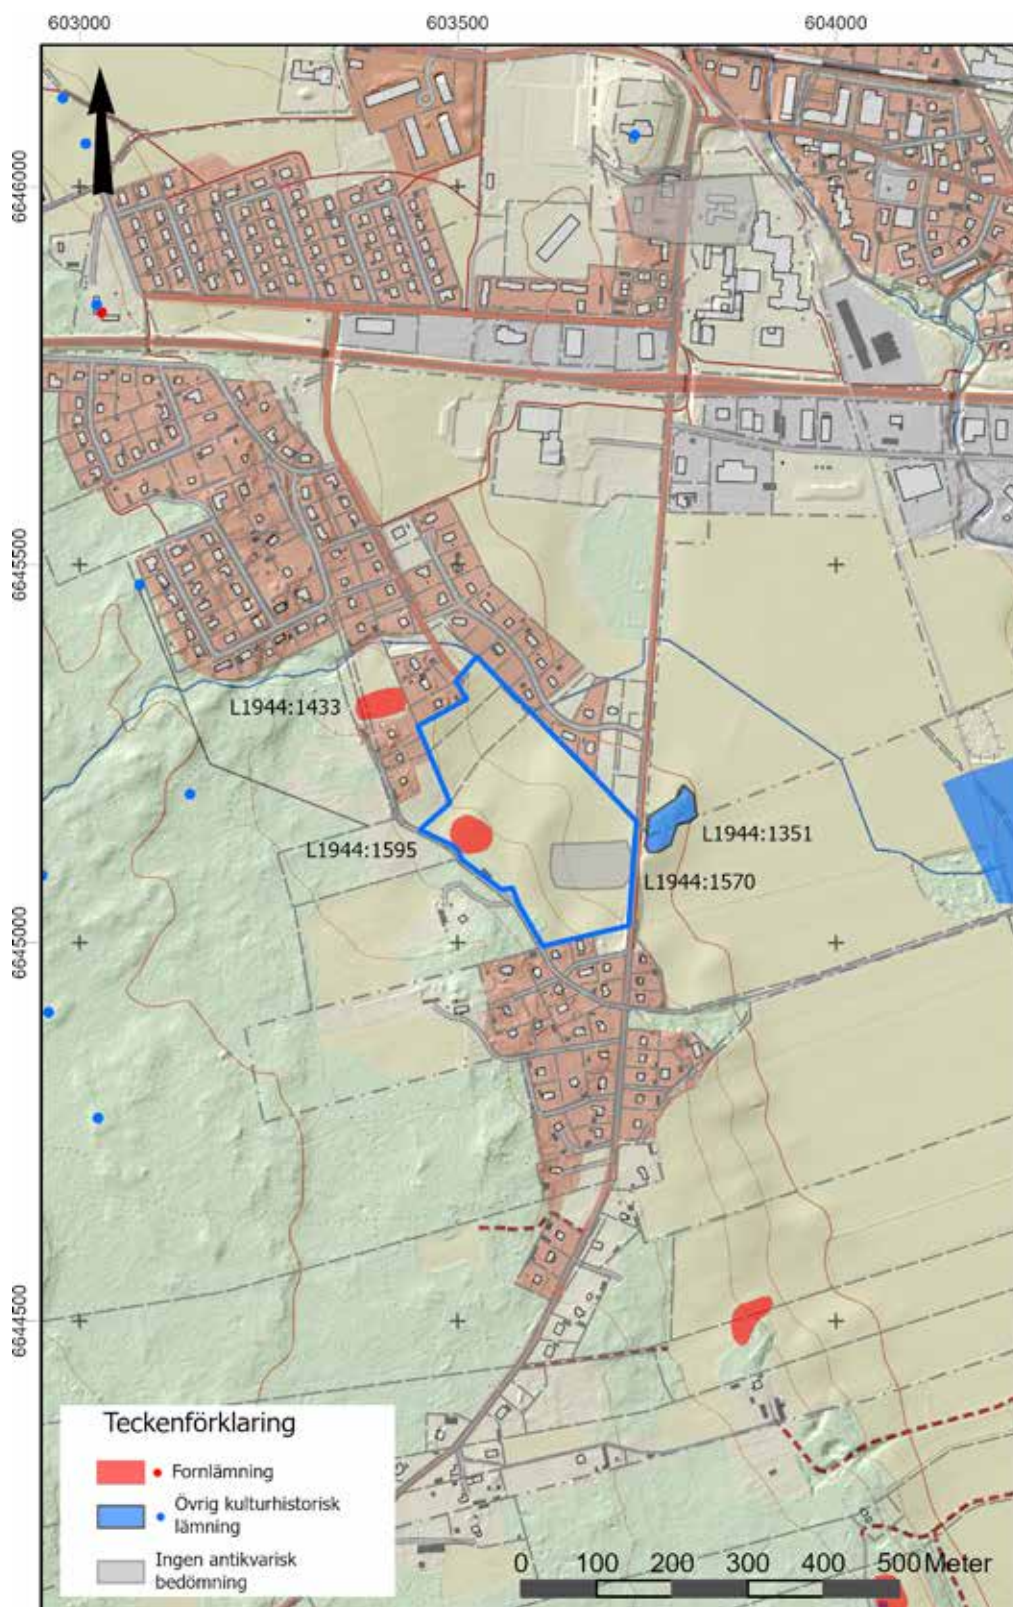 603000 603500 604000
6646000
6645500
L1944:1433
L1944:1351
L1944:1595
L1944:1570
6645000
6644500
Teckenförklaring
Fornlämning
Övrig kulturhistorisk
lämning
Ingen antikvarisk
bedömning
0 100 200 300 400 500 Meter